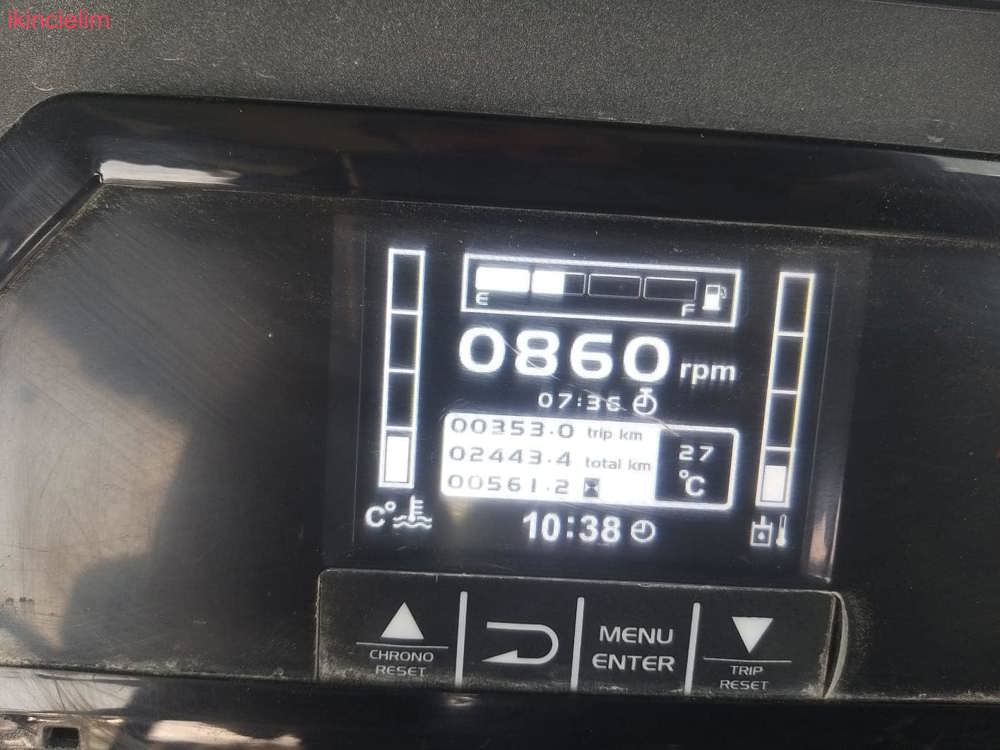 ikincielim
E
F
0860 rpm
07:36
00353.0 trip km
02443.4 total km
00561.2
27
°C
C°
10:38
CHRONO
RESET
MENU
ENTER
TRIP
RESET